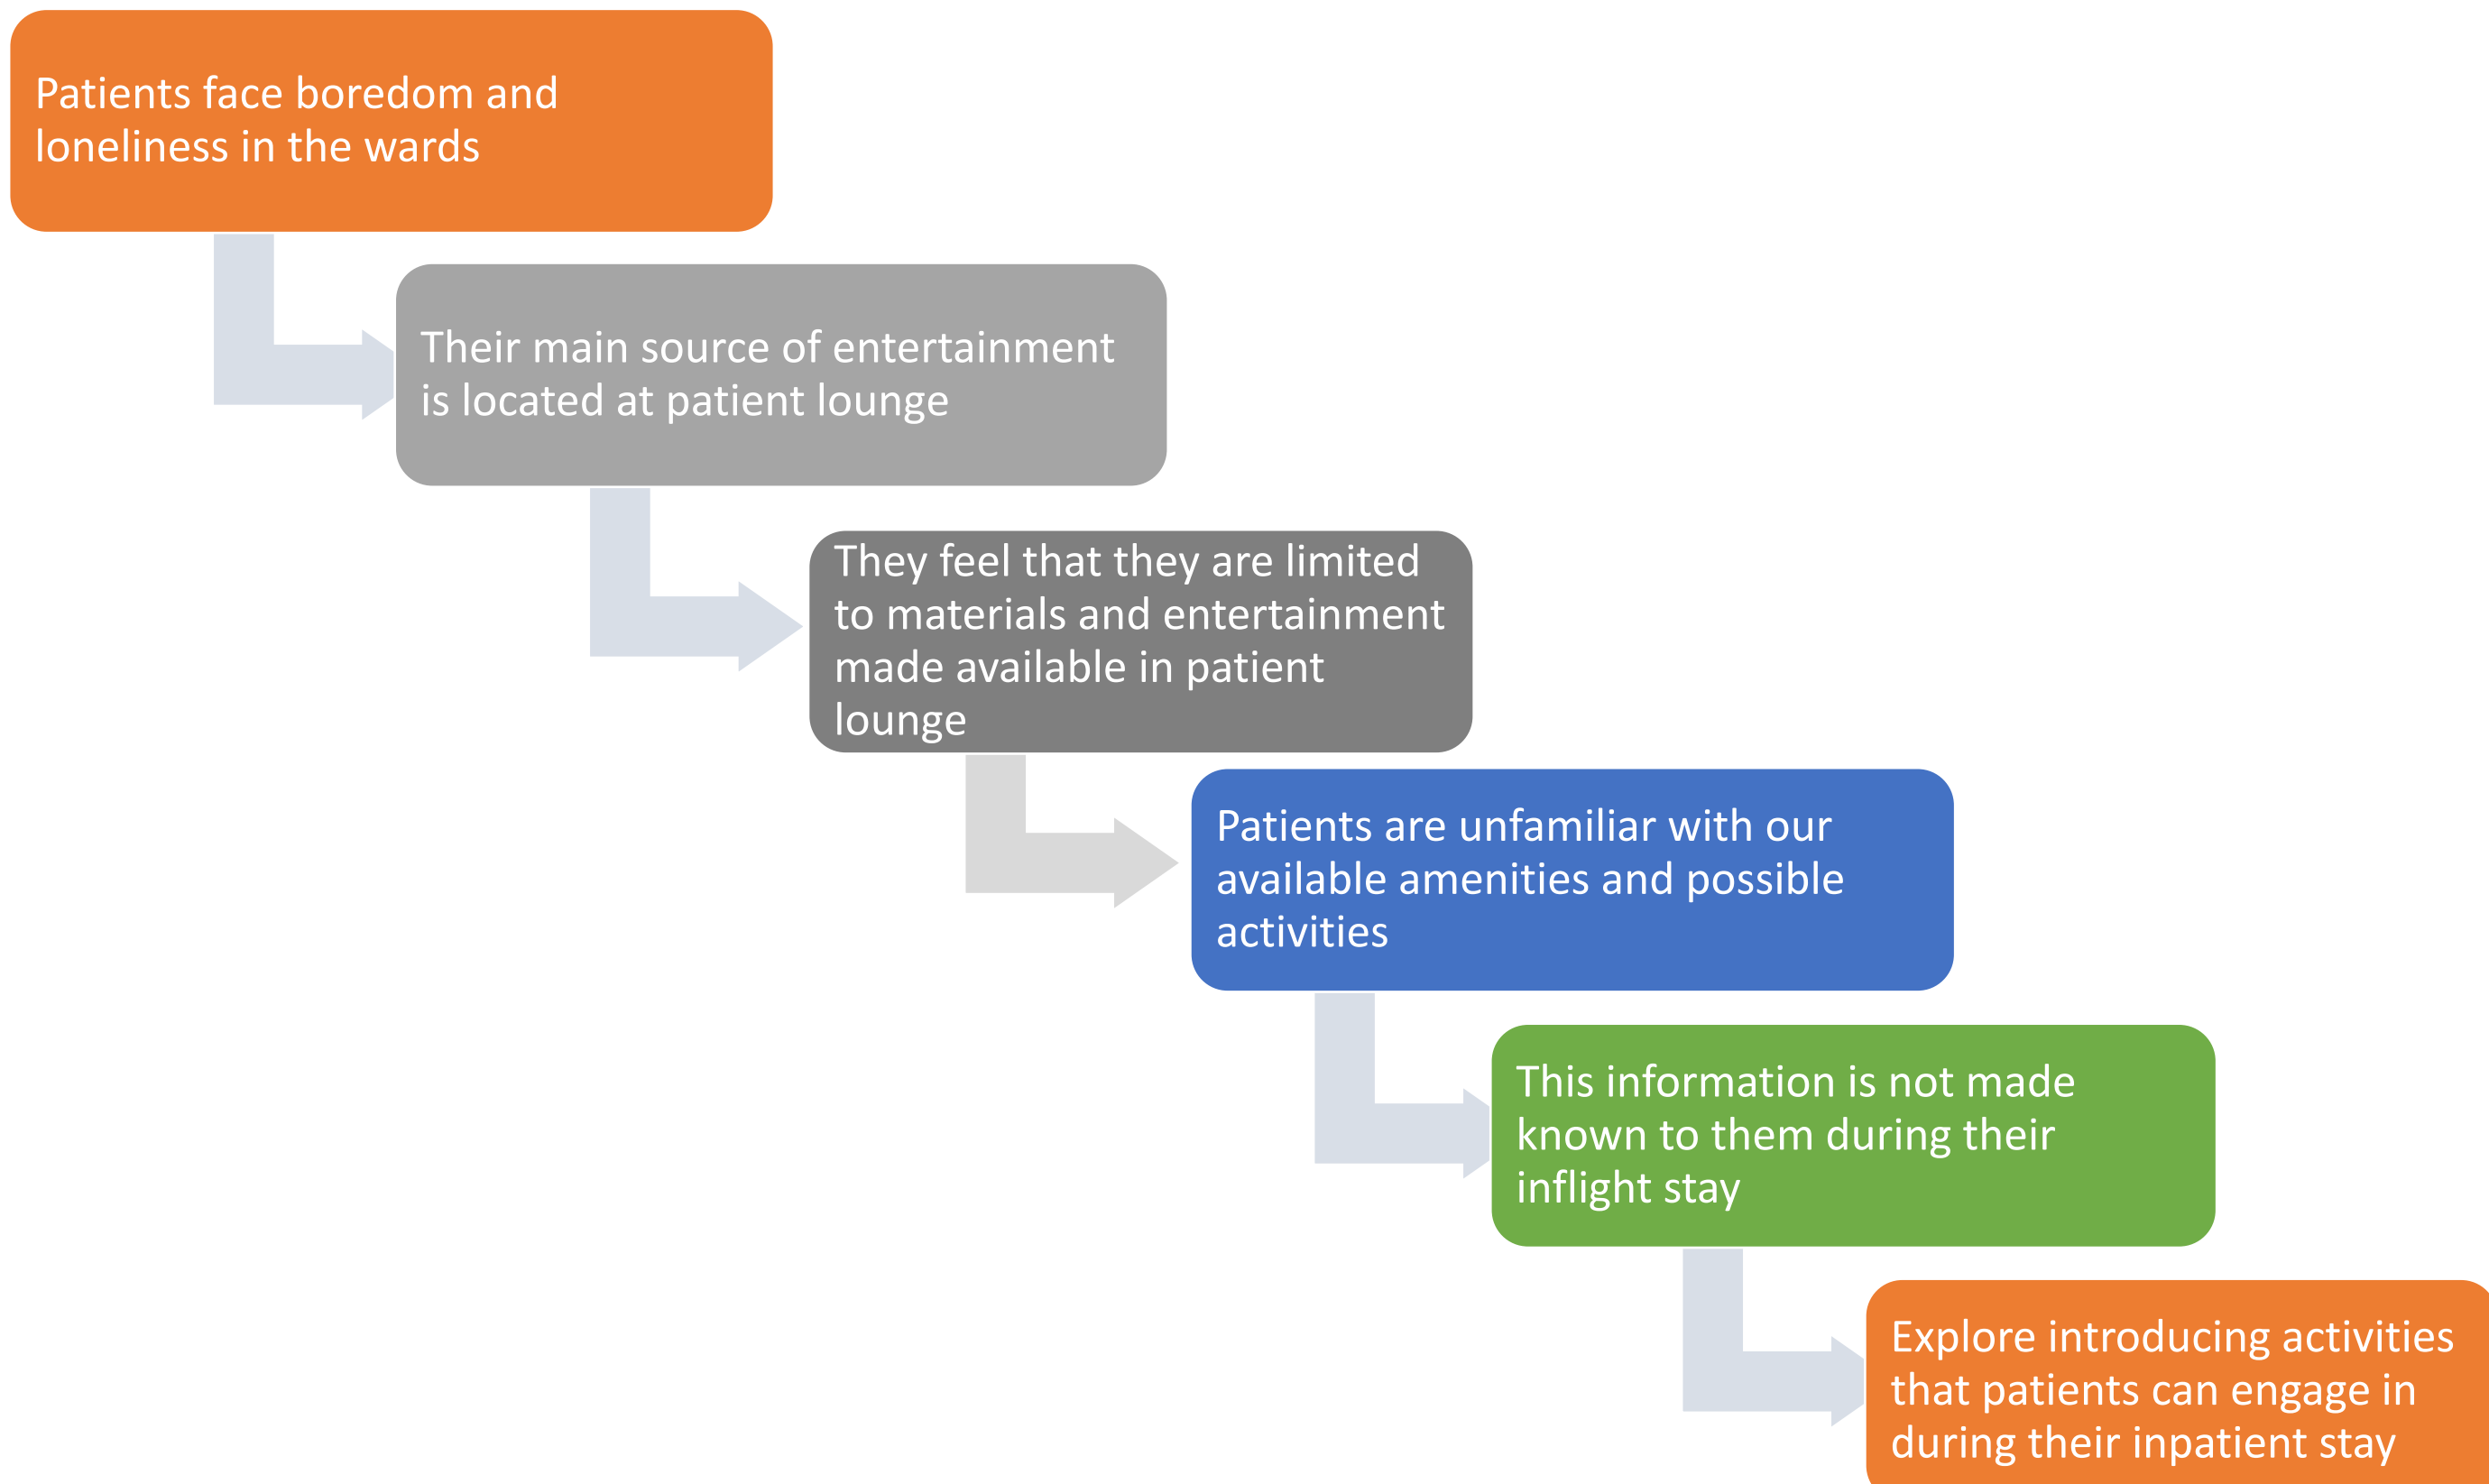 Patients face boredom and
loneliness in the wards
Their main source of entertainment
is located at patient lounge
They feel that they are limited
to materials and entertainment
made available in patient
lounge
Patients are unfamiliar with our
available amenities and possible
activities
This information is not made
known to them during their
inflight stay
Explore introducing activities
that patients can engage in
during their inpatient stay